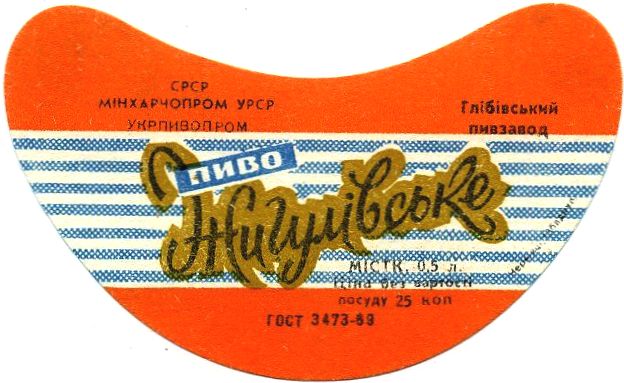 СРСР
МІНХАРЧОПРОМ УРСР
УКРПИВОПРОМ
Глібівський
пивзавод
ПИВО
Жигулівське
МІСТК. 0,5 л.
Ціна без вартості
посуду 25 коп
ГОСТ 3473-69